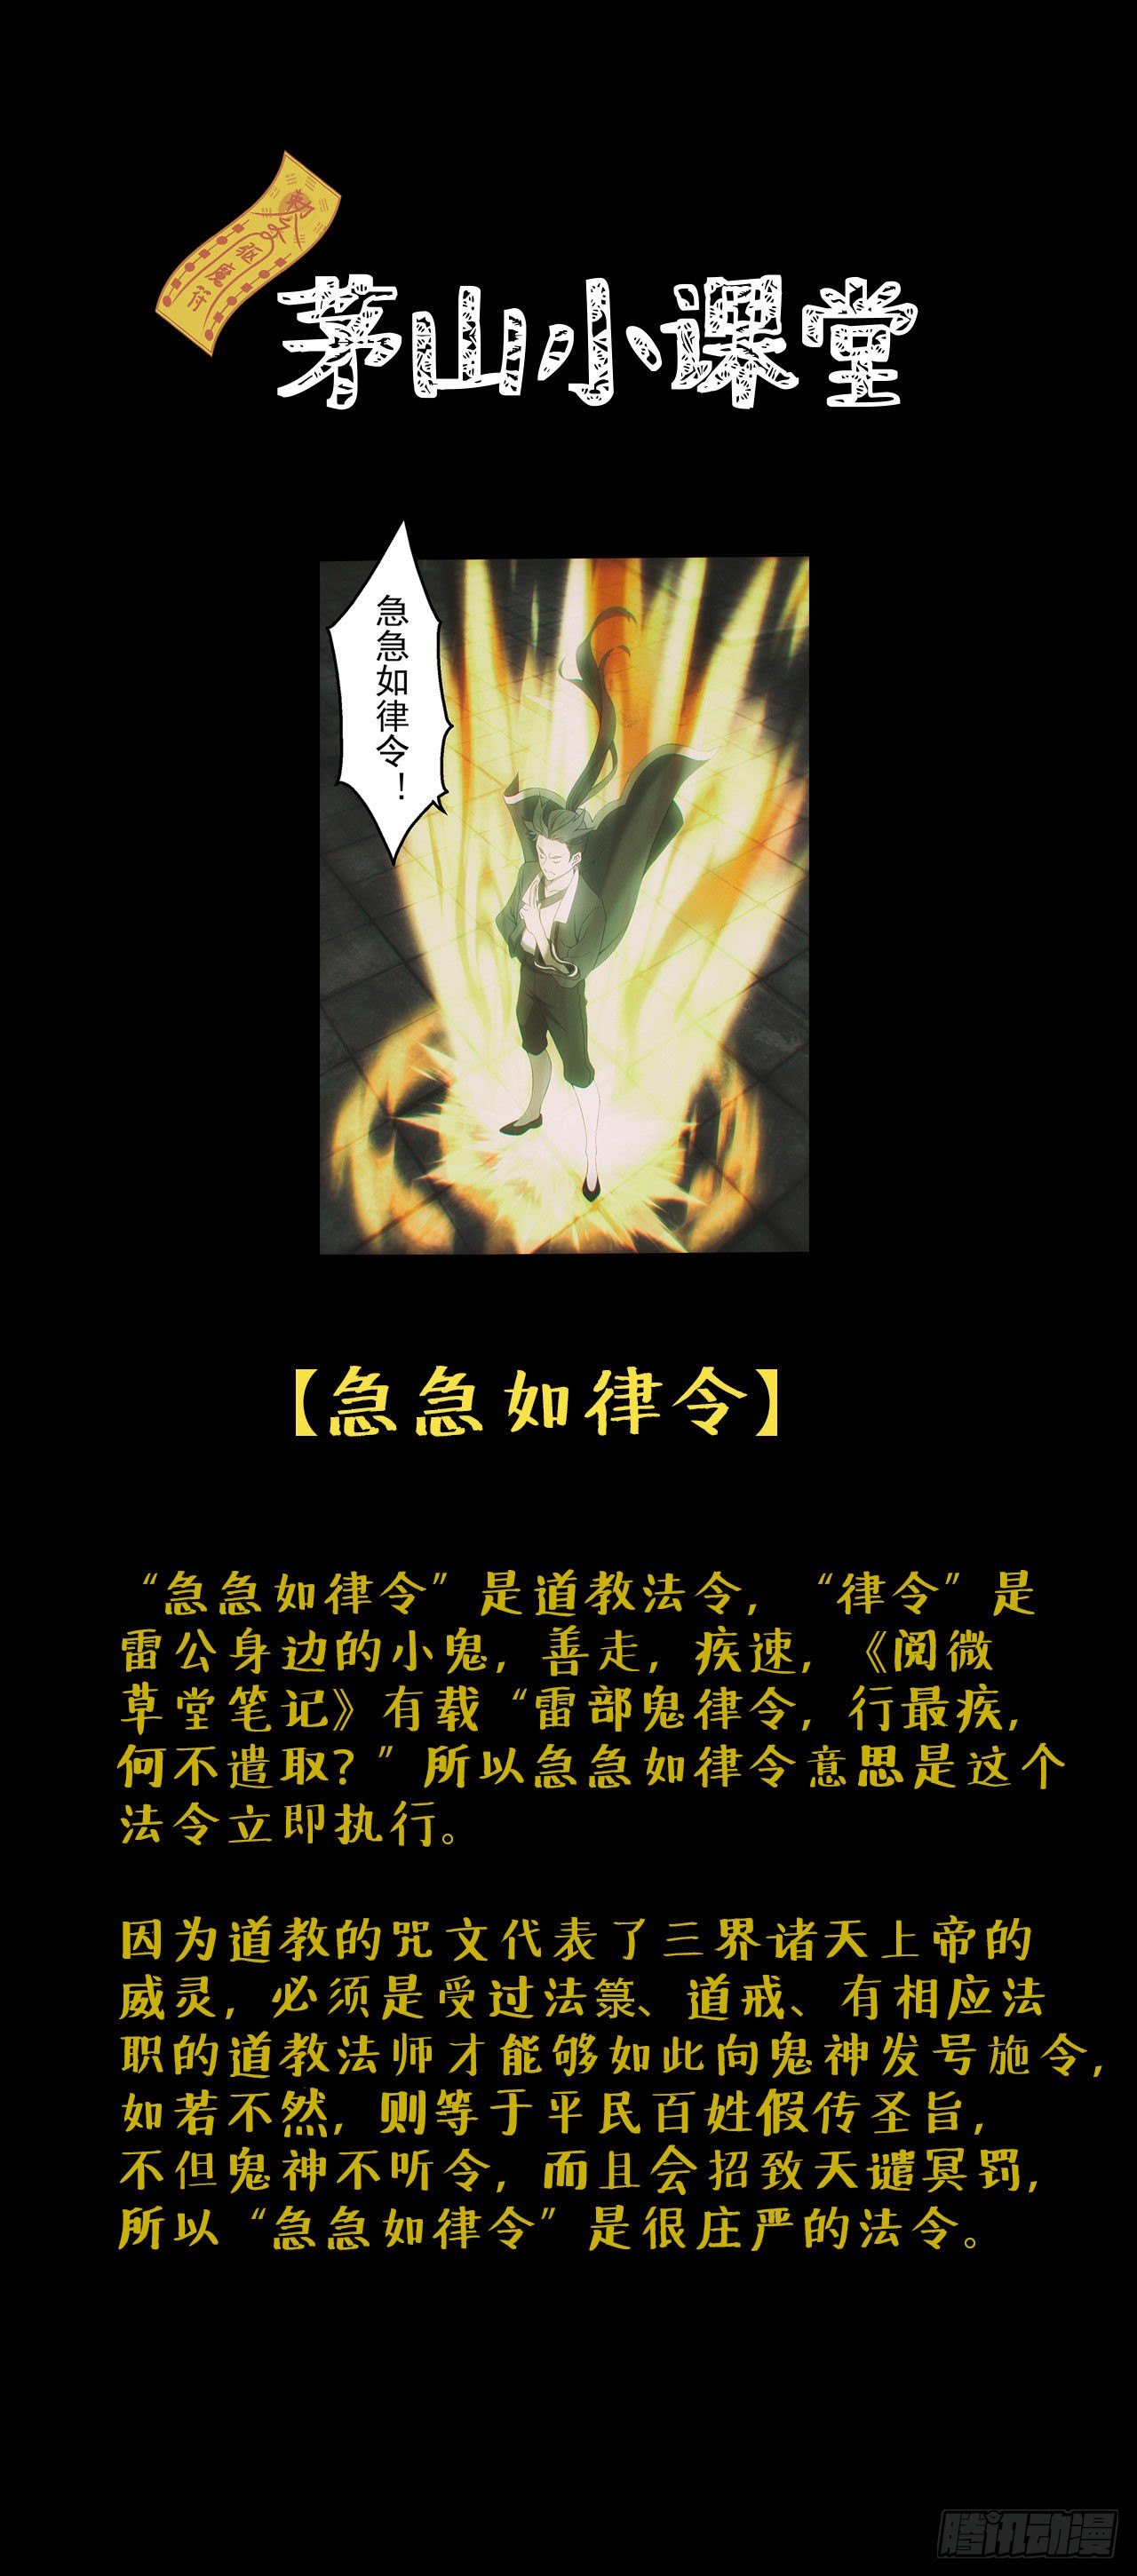 勅令
驱魔符
茅山小课堂
急急如律令！
【急急如律令】
“急急如律令”是道教法令，“律令”是
雷公身边的小鬼，善走，疾速，《阅微
草堂笔记》有载“雷部鬼律令，行最疾，
何不遣取？”所以急急如律令意思是这个
法令立即执行。
因为道教的咒文代表了三界诸天上帝的
威灵，必须是受过法箓、道戒、有相应法
职的道教法师才能够如此向鬼神发号施令，
如若不然，则等于平民百姓假传圣旨，
不但鬼神不听令，而且会招致天谴冥罚，
所以“急急如律令”是很庄严的法令。
腾讯动漫